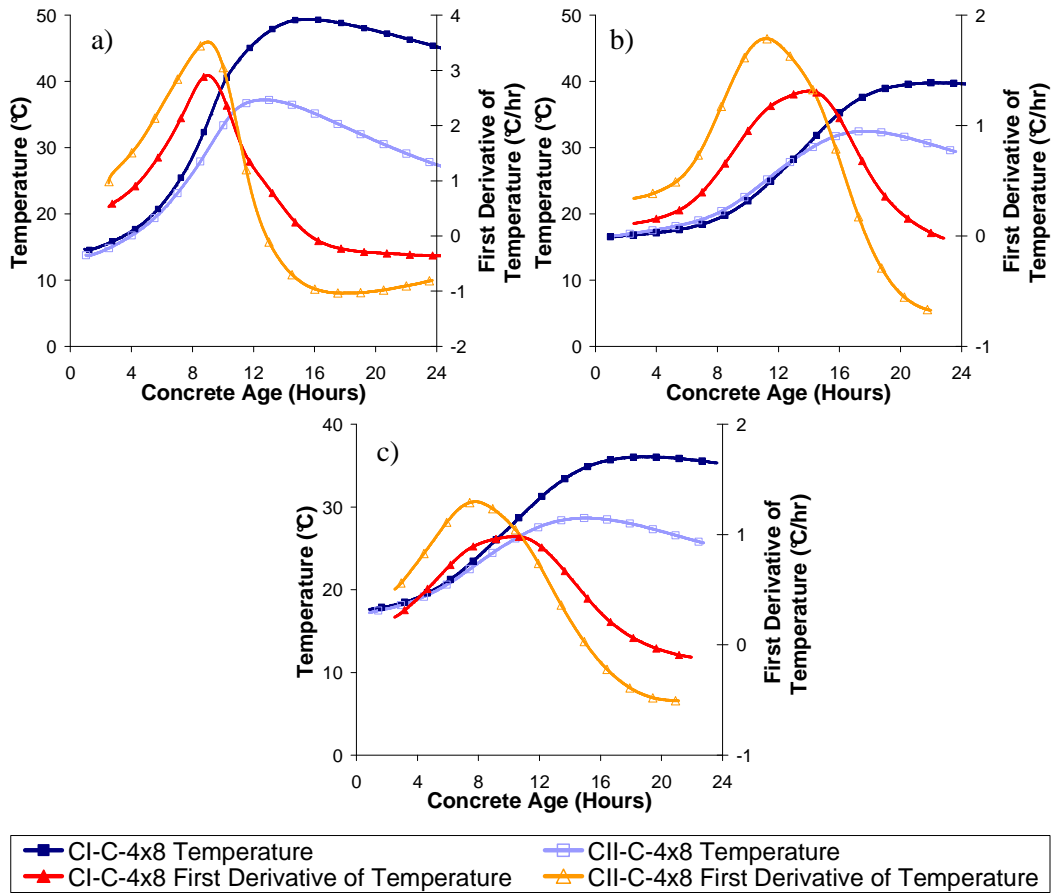 a)
50
40
30
20
10
0
Temperature (°C)
4
3
2
1
0
-1
-2
First Derivative of
Temperature (°C/hr)
0 4 8 12 16 20 24
Concrete Age (Hours)
b)
50
40
30
20
10
0
Temperature (°C)
2
1
0
-1
First Derivative of
Temperature (°C/hr)
0 4 8 12 16 20 24
Concrete Age (Hours)
c)
40
30
20
10
0
Temperature (°C)
2
1
0
-1
First Derivative of
Temperature (°C/hr)
0 4 8 12 16 20 24
Concrete Age (Hours)
CI-C-4x8 Temperature
CII-C-4x8 Temperature
CI-C-4x8 First Derivative of Temperature
CII-C-4x8 First Derivative of Temperature